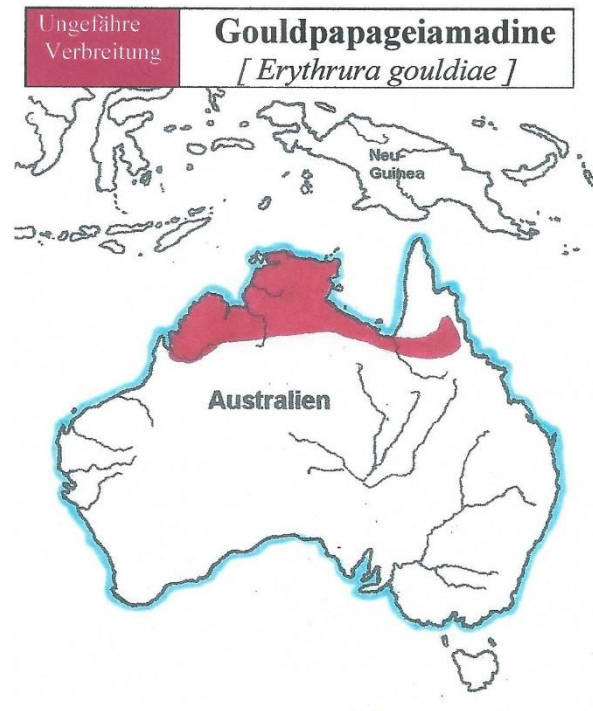 Ungefähre
Verbreitung
Gouldpapageiamadine
[ Erythrura gouldiae ]
Neu-
Guinea
Australien